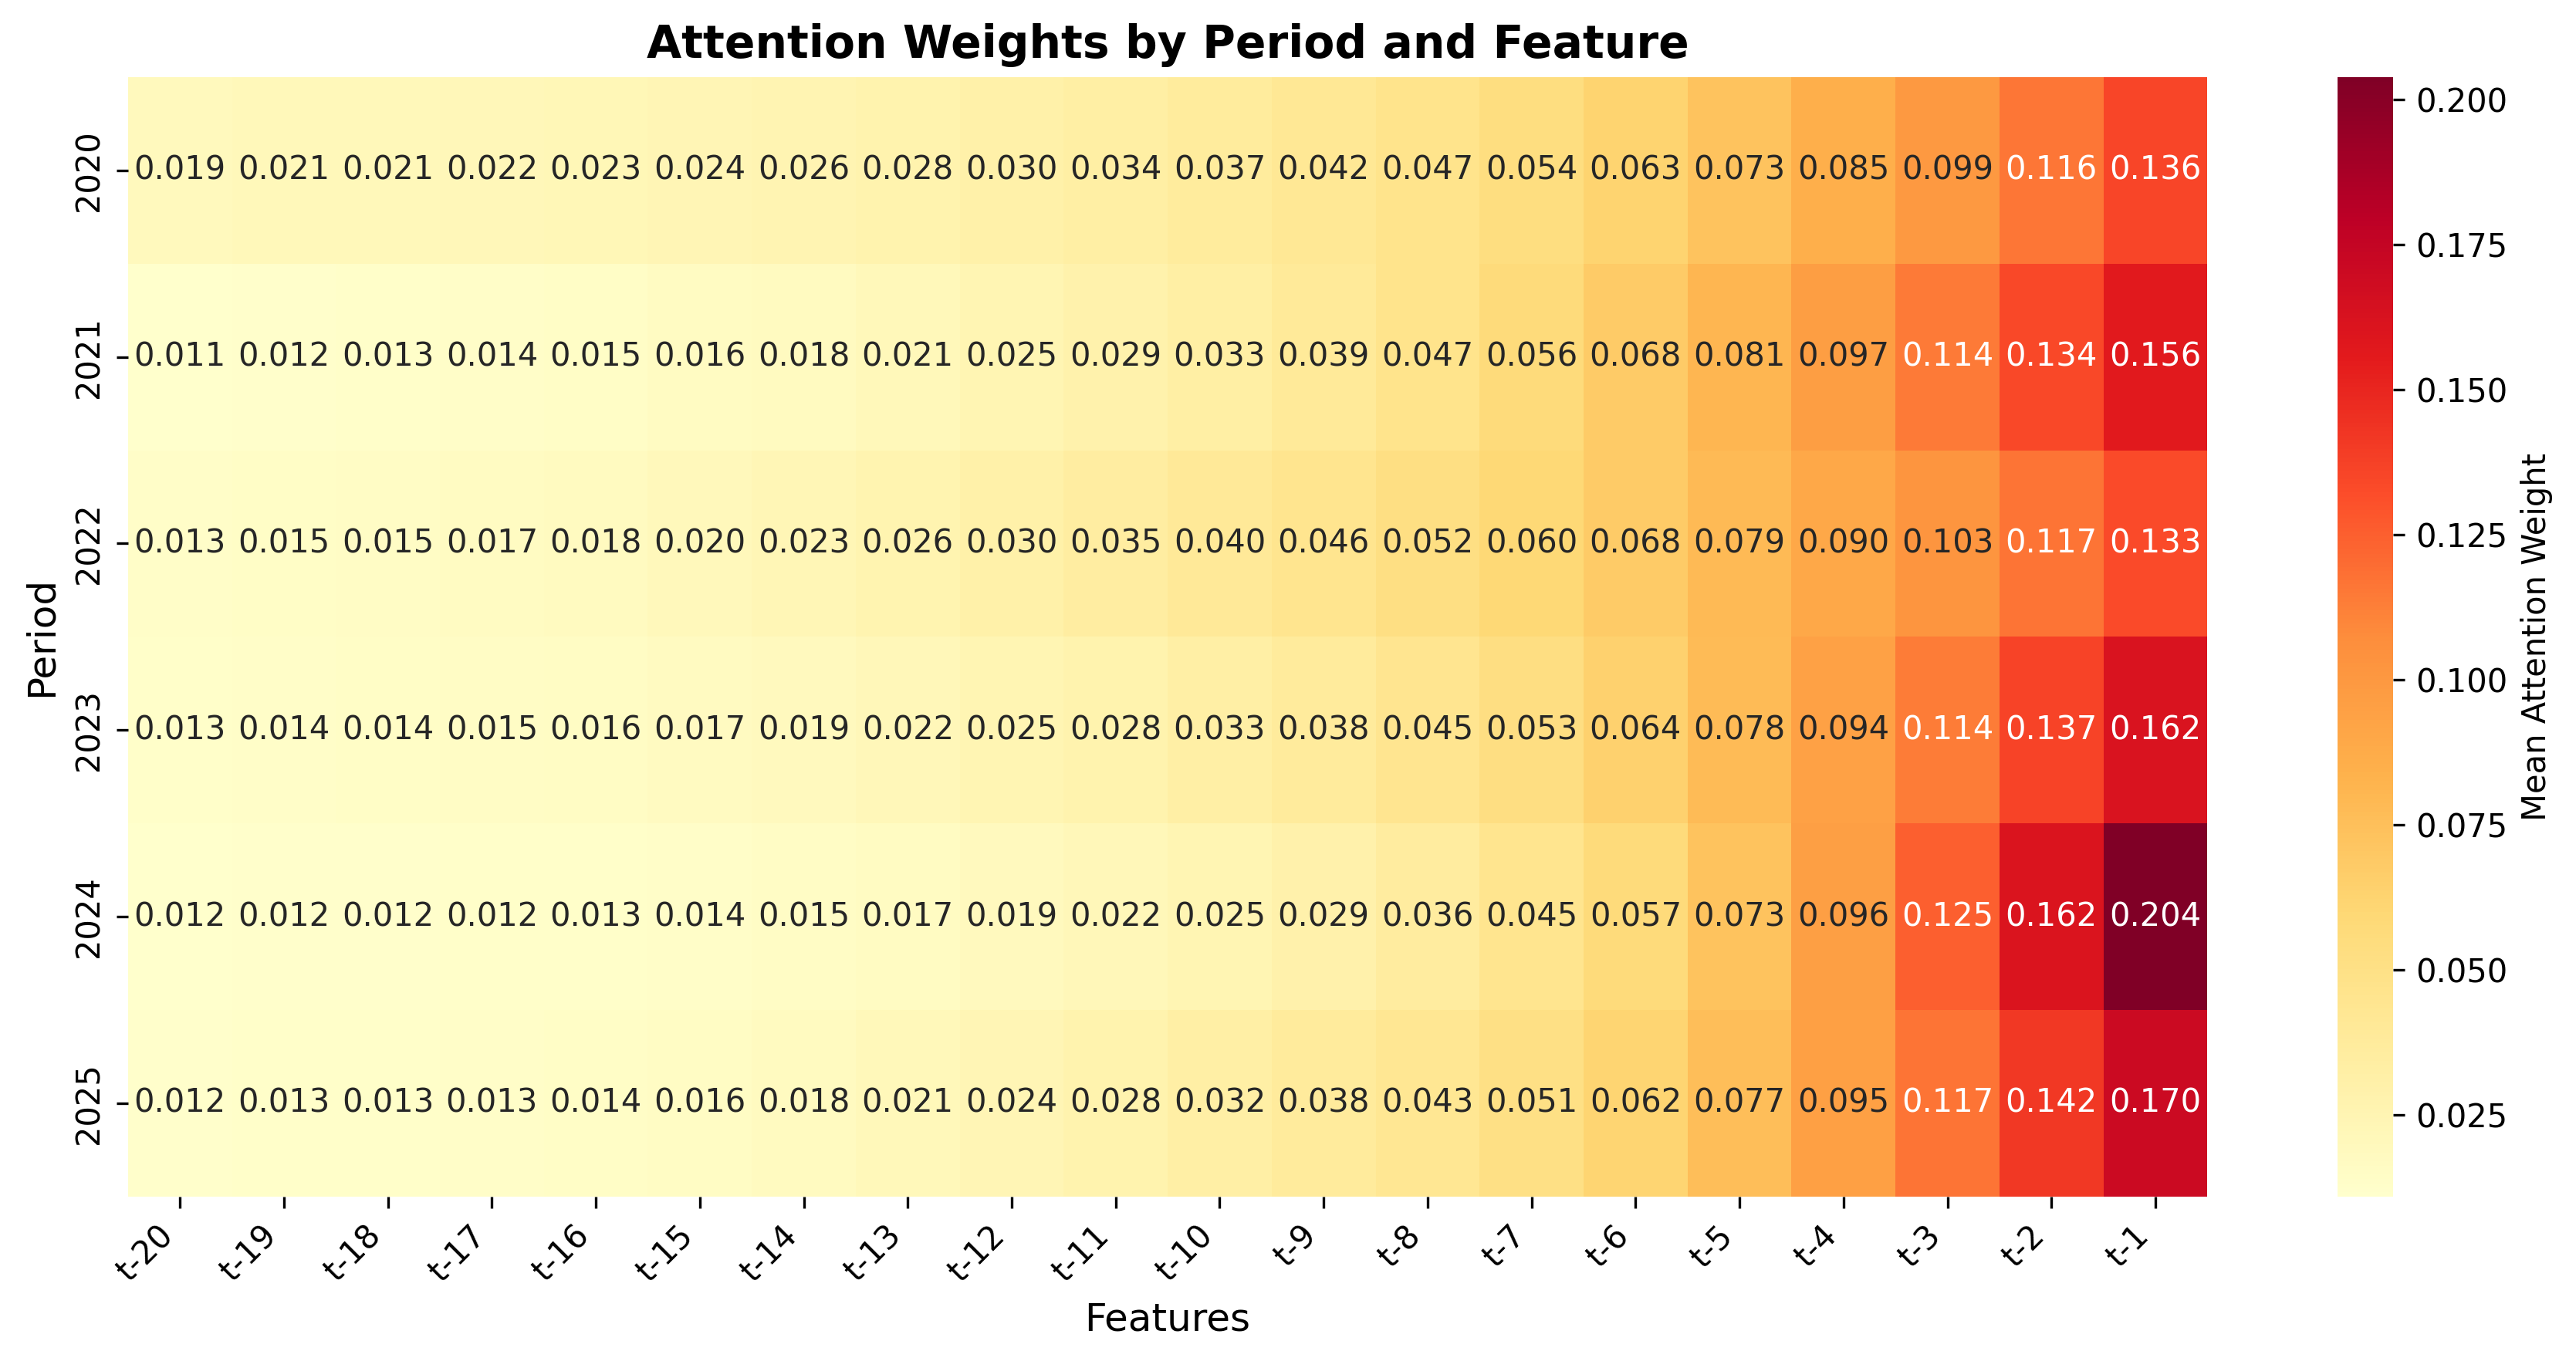 Attention Weights by Period and Feature
Period
2020 0.019 0.021 0.021 0.022 0.023 0.024 0.026 0.028 0.030 0.034 0.037 0.042 0.047 0.054 0.063 0.073 0.085 0.099 0.116 0.136
2021 0.011 0.012 0.013 0.014 0.015 0.016 0.018 0.021 0.025 0.029 0.033 0.039 0.047 0.056 0.068 0.081 0.097 0.114 0.134 0.156
2022 0.013 0.015 0.015 0.017 0.018 0.020 0.023 0.026 0.030 0.035 0.040 0.046 0.052 0.060 0.068 0.079 0.090 0.103 0.117 0.133
2023 0.013 0.014 0.014 0.015 0.016 0.017 0.019 0.022 0.025 0.028 0.033 0.038 0.045 0.053 0.064 0.078 0.094 0.114 0.137 0.162
2024 0.012 0.012 0.012 0.012 0.013 0.014 0.015 0.017 0.019 0.022 0.025 0.029 0.036 0.045 0.057 0.073 0.096 0.125 0.162 0.204
2025 0.012 0.013 0.013 0.013 0.014 0.016 0.018 0.021 0.024 0.028 0.032 0.038 0.043 0.051 0.062 0.077 0.095 0.117 0.142 0.170
t-20 t-19 t-18 t-17 t-16 t-15 t-14 t-13 t-12 t-11 t-10 t-9 t-8 t-7 t-6 t-5 t-4 t-3 t-2 t-1
Features
0.200
0.175
0.150
0.125
0.100
0.075
0.050
0.025
Mean Attention Weight